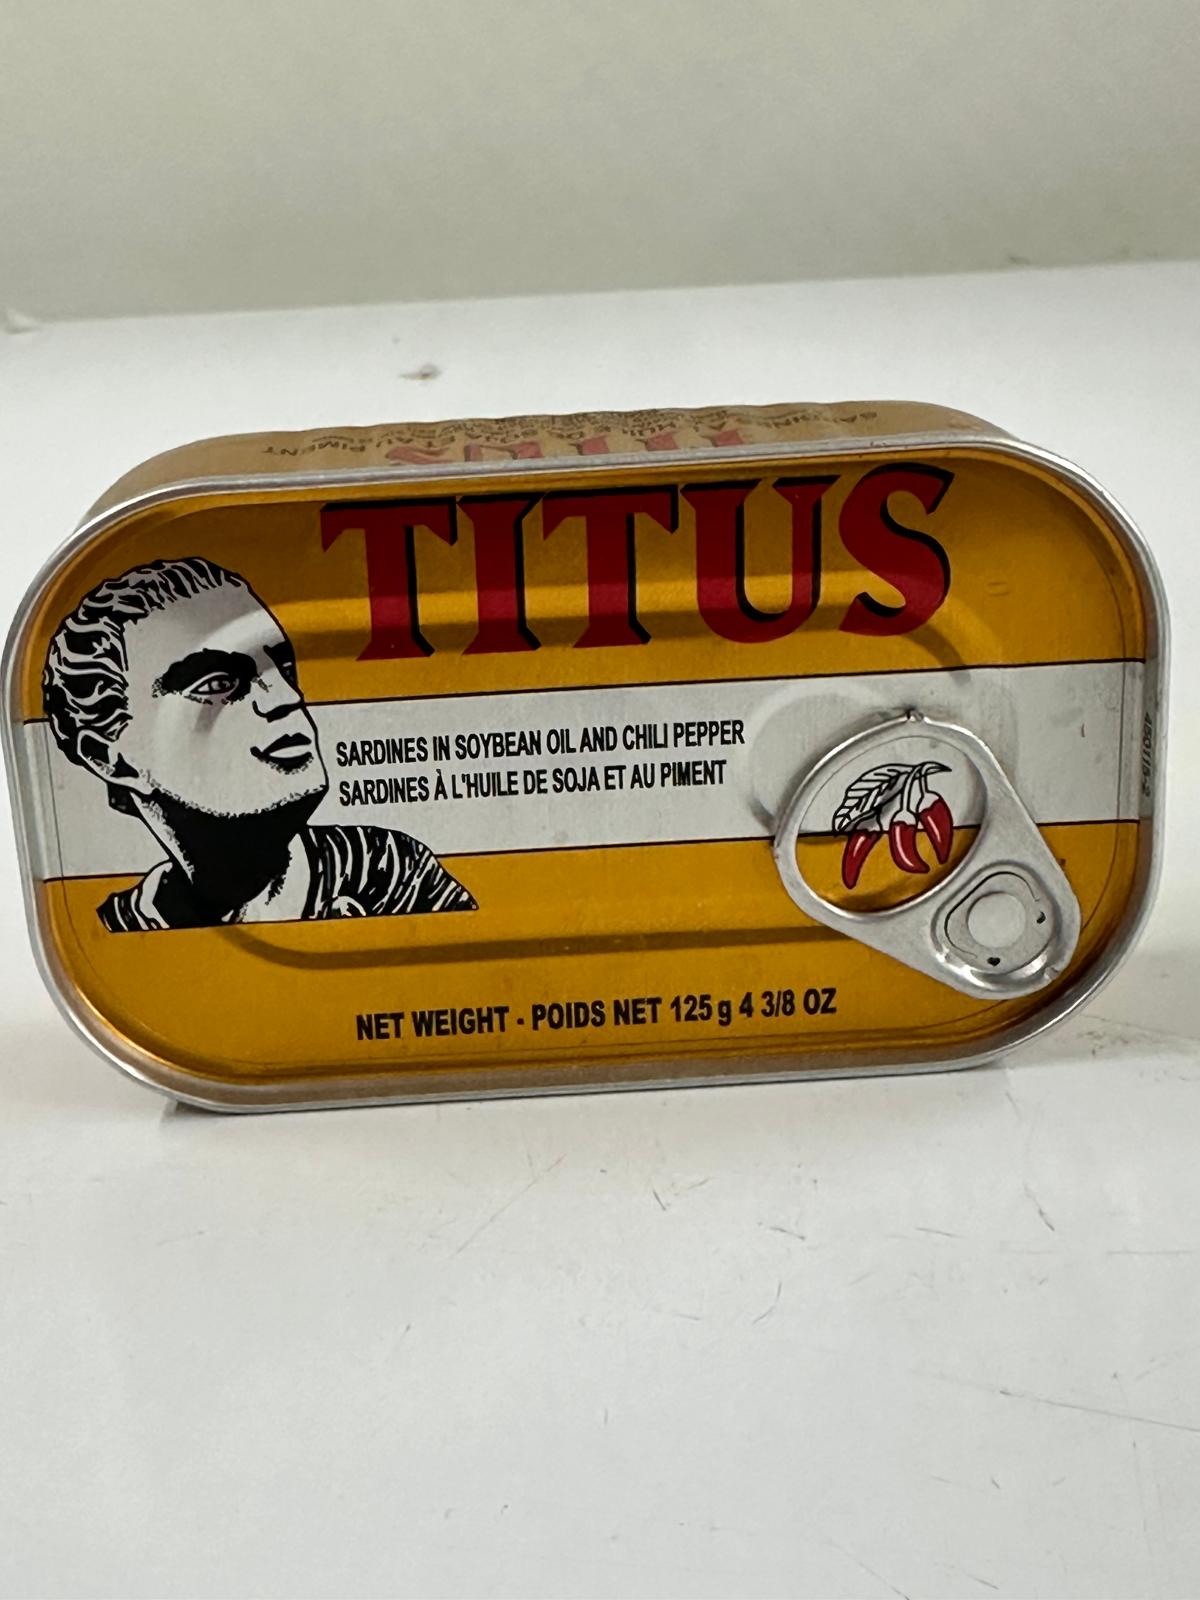 TITUS
SARDINES IN SOYBEAN OIL AND CHILI PEPPER
SARDINES À L'HUILE DE SOJA ET AU PIMENT
NET WEIGHT - POIDS NET 125 g 4 3/8 OZ